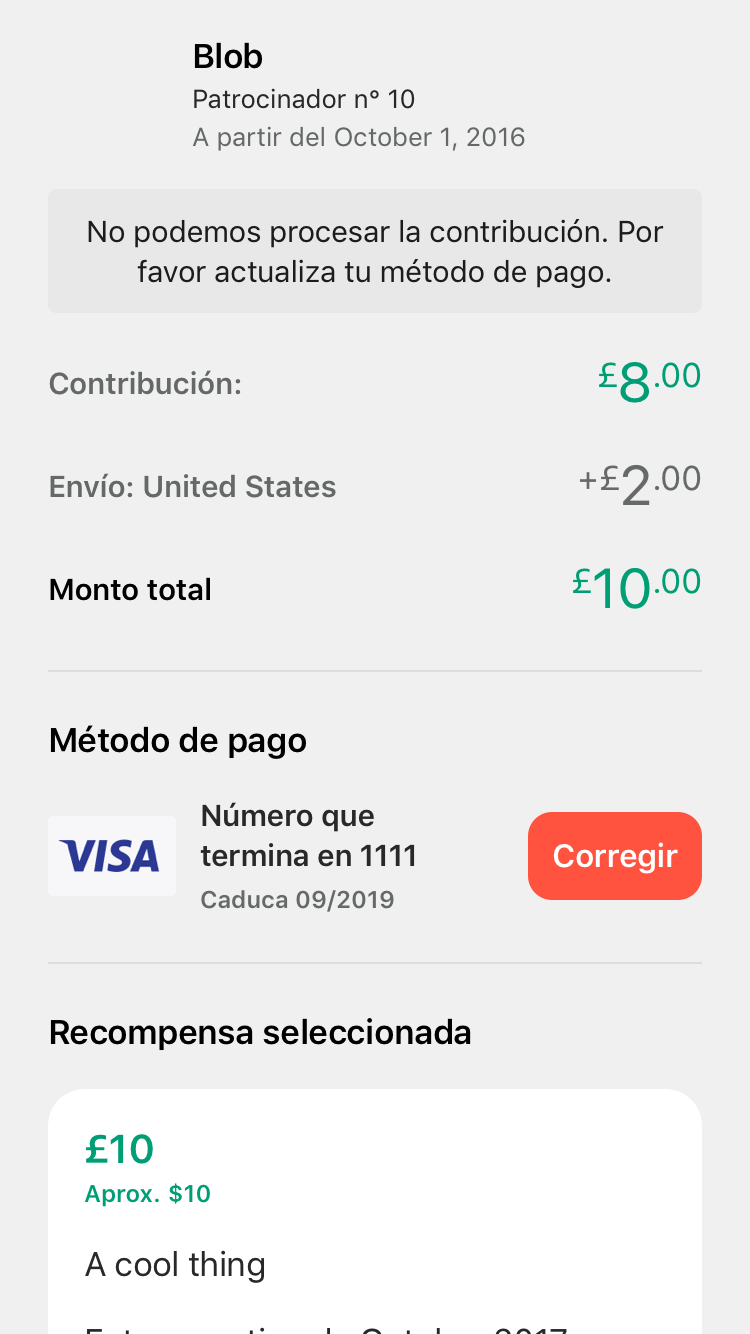 Blob
Patrocinador nº 10
A partir del October 1, 2016
No podemos procesar la contribución. Por
favor actualiza tu método de pago.
Contribución:
£8.00
Envío: United States
+£2.00
Monto total
£10.00
Método de pago
VISA
Número que
termina en 1111
Caduca 09/2019
Corregir
Recompensa seleccionada
£10
Aprox. $10
A cool thing